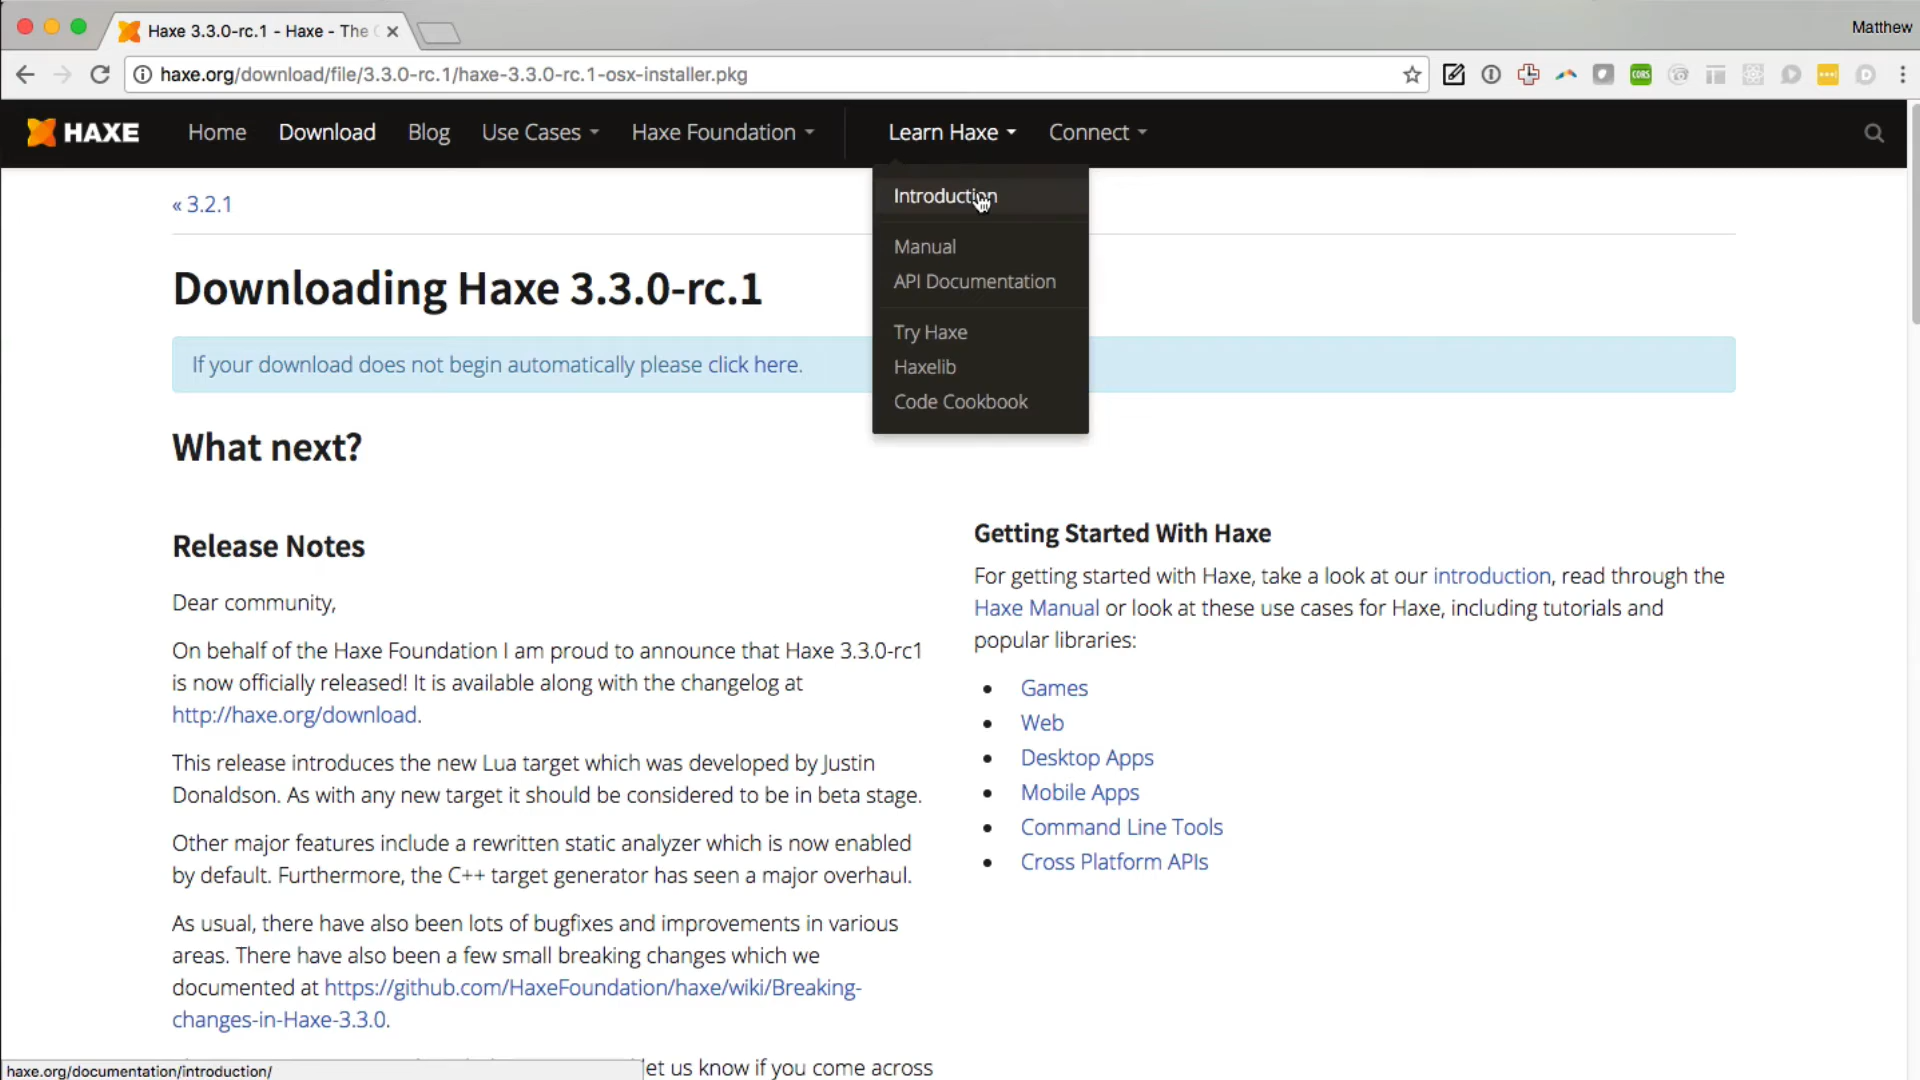 Haxe 3.3.0-rc.1 - Haxe - The
Matthew
haxe.org/download/file/3.3.0-rc.1/haxe-3.3.0-rc.1-osx-installer.pkg
CORS
HAXE
Home
Download
Blog
Use Cases
Haxe Foundation
Learn Haxe
Connect
Introduction
Manual
API Documentation
Try Haxe
Haxelib
Code Cookbook
« 3.2.1
Downloading Haxe 3.3.0-rc.1
If your download does not begin automatically please click here.
What next?
Release Notes
Dear community,
On behalf of the Haxe Foundation I am proud to announce that Haxe 3.3.0-rc1
is now officially released! It is available along with the changelog at
http://haxe.org/download.
This release introduces the new Lua target which was developed by Justin
Donaldson. As with any new target it should be considered to be in beta stage.
Other major features include a rewritten static analyzer which is now enabled
by default. Furthermore, the C++ target generator has seen a major overhaul.
As usual, there have also been lots of bugfixes and improvements in various
areas. There have also been a few small breaking changes which we
documented at https://github.com/HaxeFoundation/haxe/wiki/Breaking-
changes-in-Haxe-3.3.0.
let us know if you come across
Getting Started With Haxe
For getting started with Haxe, take a look at our introduction, read through the
Haxe Manual or look at these use cases for Haxe, including tutorials and
popular libraries:
• Games
• Web
• Desktop Apps
• Mobile Apps
• Command Line Tools
• Cross Platform APIs
haxe.org/documentation/introduction/